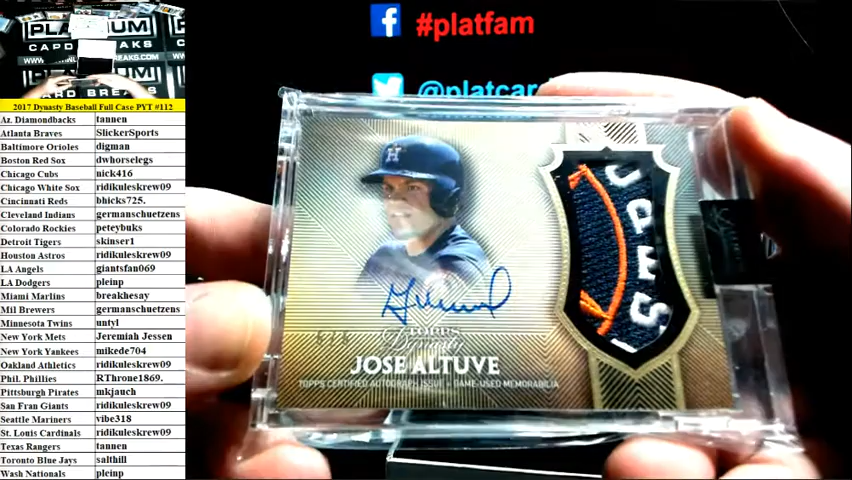 #platfam
@platcar
PLATINUM
CARD BREAKS
2017 Dynasty Baseball Full Case PYT #112
Az. Diamondbacks tannen
Atlanta Braves SlickerSports
Baltimore Orioles digman
Boston Red Sox dwhorselegs
Chicago Cubs nick416
Chicago White Sox ridikuleskrew09
Cincinnati Reds bhicks725.
Cleveland Indians germanschuetzens
Colorado Rockies peteybuks
Detroit Tigers skinser1
Houston Astros ridikuleskrew09
LA Angels giantsfan069
LA Dodgers pleinp
Miami Marlins breakhesay
Mil Brewers germanschuetzens
Minnesota Twins untyl
New York Mets Jeremiah Jessen
New York Yankees mikede704
Oakland Athletics ridikuleskrew09
Phil. Phillies RThrone1869.
Pittsburgh Pirates mkjauch
San Fran Giants ridikuleskrew09
Seattle Mariners vibe318
St. Louis Cardinals ridikuleskrew09
Texas Rangers tannen
Toronto Blue Jays salthill
Wash Nationals pleinp
H
TOPPS
Dynasty
JOSE ALTUVE
TOPPS CERTIFIED AUTOGRAPH ISSUE • GAME-USED MEMORABILIA